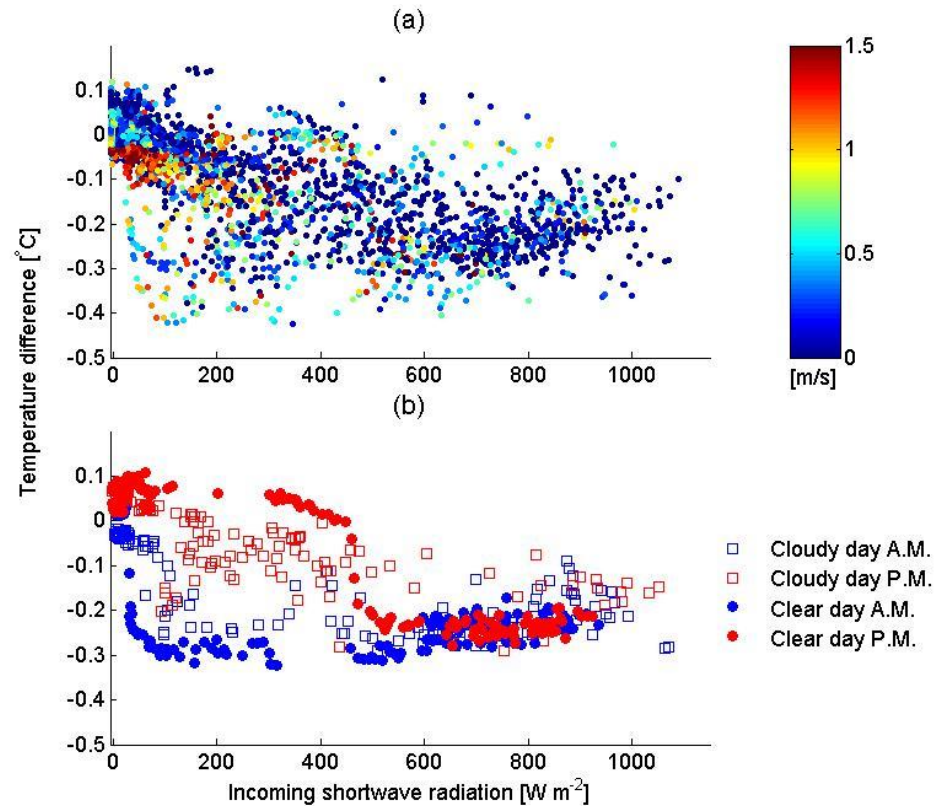 (a)
0.1
0
-0.1
-0.2
-0.3
-0.4
-0.5
0 200 400 600 800 1000
1.5
1
0.5
0
[m/s]
Temperature difference [°C]
(b)
0.1
0
-0.1
-0.2
-0.3
-0.4
-0.5
0 200 400 600 800 1000
Incoming shortwave radiation [W m-2]
Cloudy day A.M.
Cloudy day P.M.
Clear day A.M.
Clear day P.M.